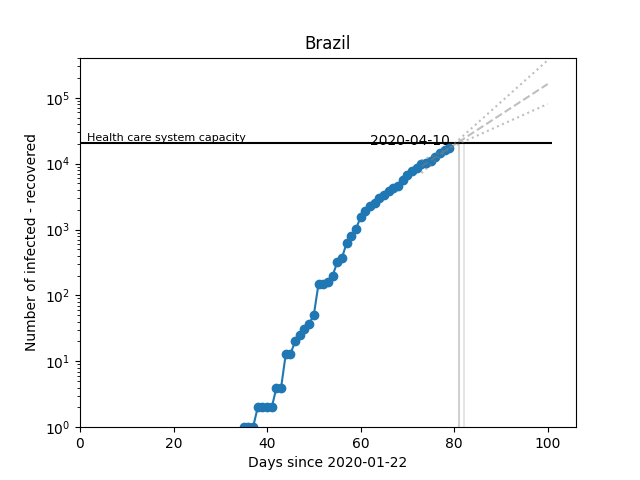 Brazil
10^5
Health care system capacity
2020-04-10
10^4
10^3
10^2
10^1
10^0
Number of infected - recovered
0 20 40 60 80 100
Days since 2020-01-22